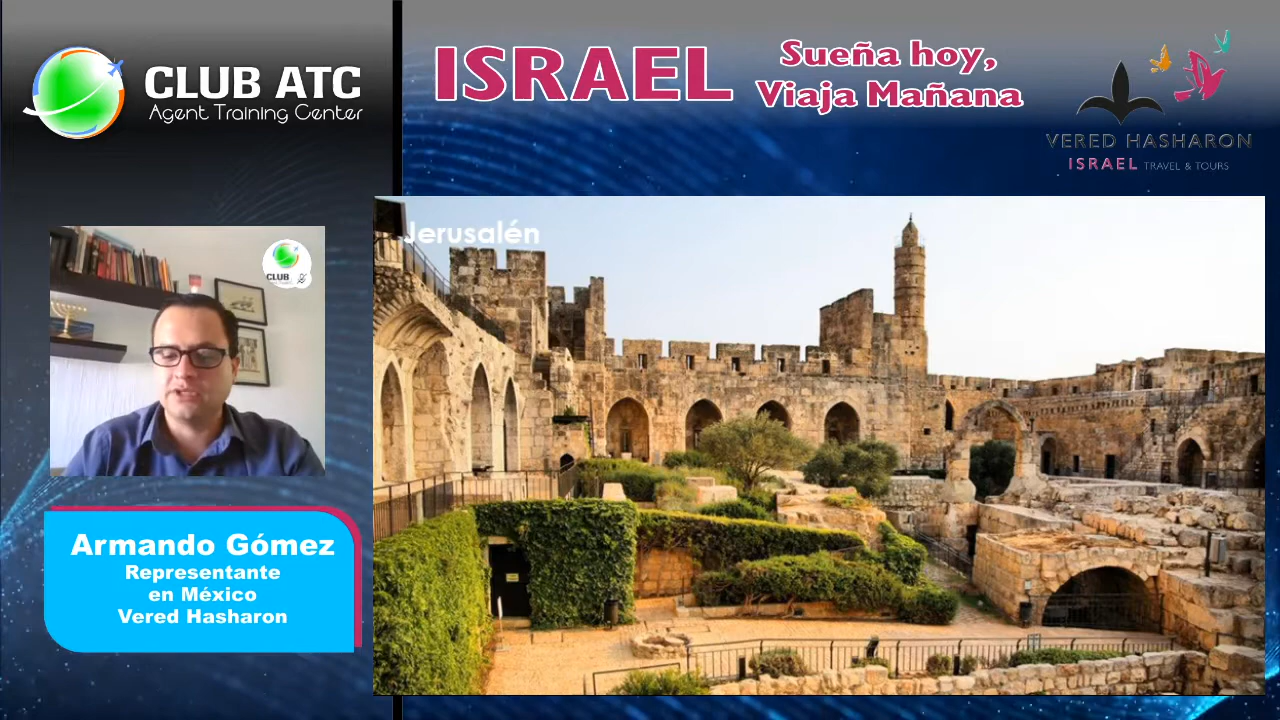 CLUB ATC
Agent Training Center
ISRAEL
Sueña hoy,
Viaja Mañana
VERED HASHARON
ISRAEL TRAVEL & TOURS
Jerusalén
CLUB
Armando Gómez
Representante
en México
Vered Hasharon